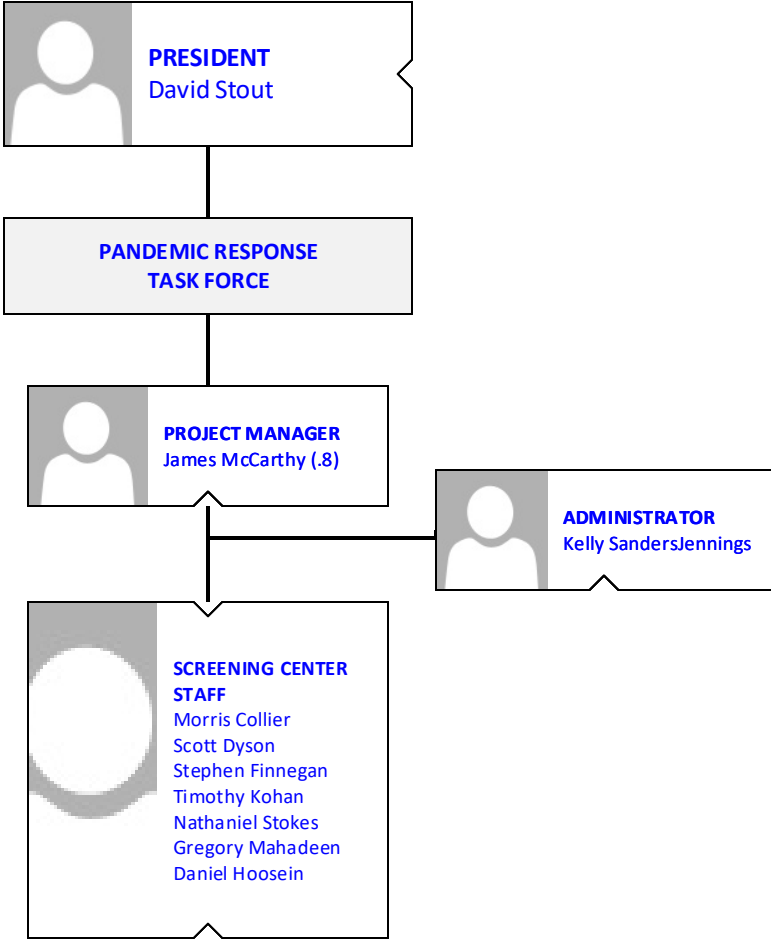 PRESIDENT
David Stout
PANDEMIC RESPONSE
TASK FORCE
PROJECT MANAGER
James McCarthy (.8)
ADMINISTRATOR
Kelly SandersJennings
SCREENING CENTER
STAFF
Morris Collier
Scott Dyson
Stephen Finnegan
Timothy Kohan
Nathaniel Stokes
Gregory Mahadeen
Daniel Hoosein